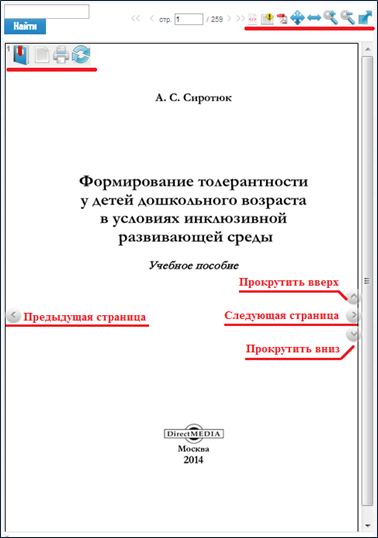 стр. 1 / 259
Найти
1
А. С. Сиротюк
Формирование толерантности
у детей дошкольного возраста
в условиях инклюзивной
развивающей среды
Учебное пособие
Прокрутить вверх
Предыдущая страница
Следующая страница
Прокрутить вниз
DirectMEDIA
Москва
2014